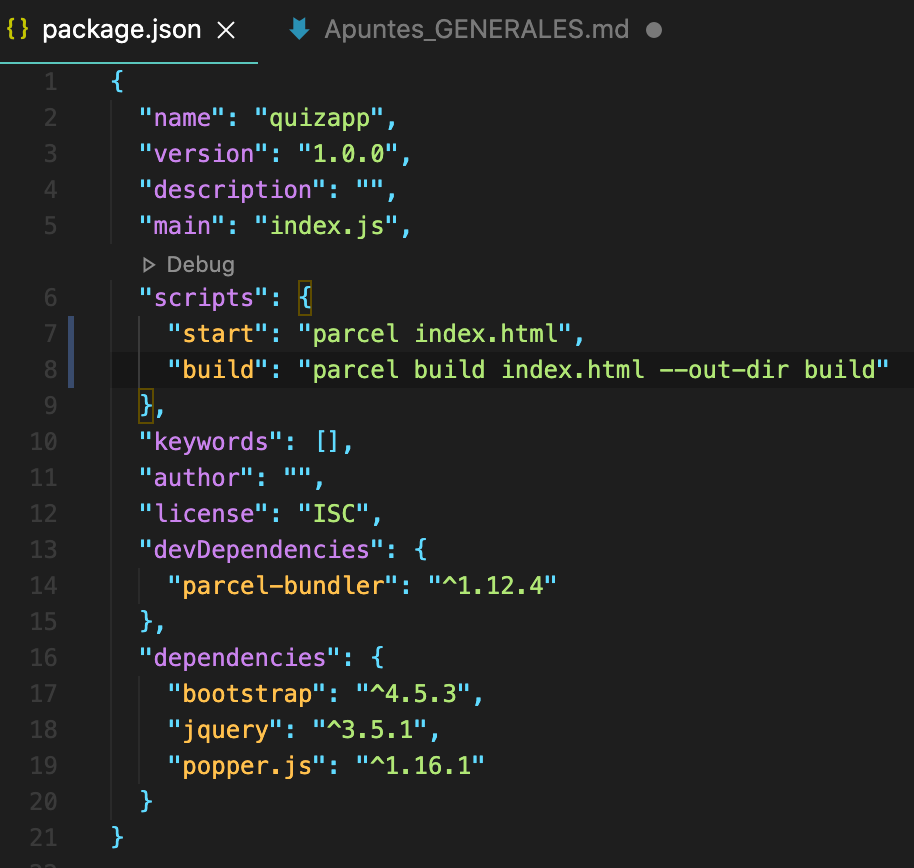 {} package.json × Apuntes_GENERALES.md ●
1 {
2 "name": "quizapp",
3 "version": "1.0.0",
4 "description": "",
5 "main": "index.js",
Debug
6 "scripts": {
7 "start": "parcel index.html",
8 "build": "parcel build index.html --out-dir build"
9 },
10 "keywords": [],
11 "author": "",
12 "license": "ISC",
13 "devDependencies": {
14 "parcel-bundler": "^1.12.4"
15 },
16 "dependencies": {
17 "bootstrap": "^4.5.3",
18 "jquery": "^3.5.1",
19 "popper.js": "^1.16.1"
20 }
21 }
22